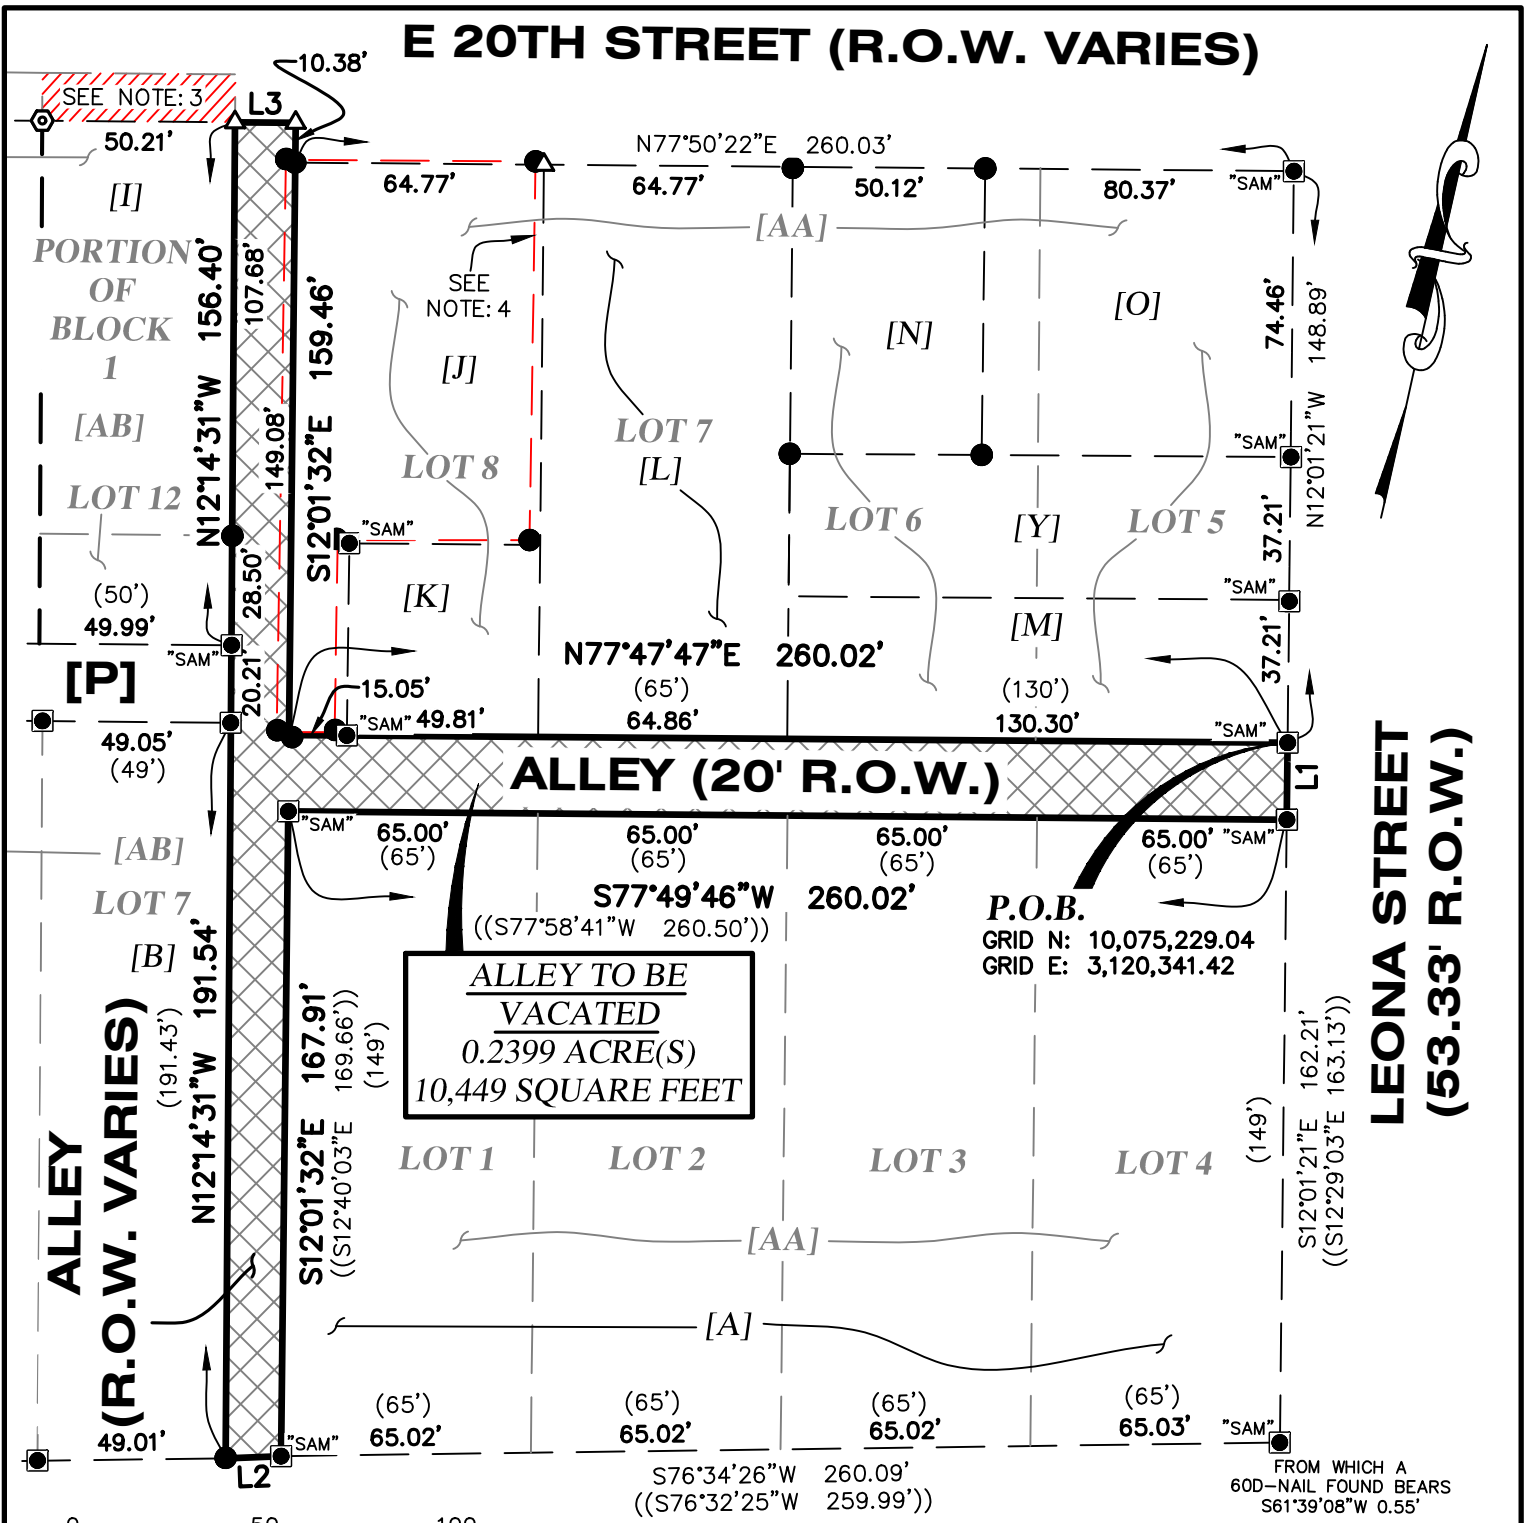 E 20TH STREET (R.O.W. VARIES)
10.38'
SEE NOTE: 3
L3
50.21'
N77°50'22"E 260.03'
64.77'
64.77'
50.12'
80.37'
"SAM"
[I]
[AA]
PORTION
OF
BLOCK
1
[AB]
LOT 12
N12°14'31"W 156.40'
107.68'
149.08'
S12°01'32"E 159.46'
SEE
NOTE: 4
[J]
LOT 8
LOT 7
[L]
[N]
[O]
74.46'
N12°01'21"W 148.89'
"SAM"
LOT 6
[Y]
LOT 5
37.21'
"SAM"
28.50'
(50')
49.99'
"SAM"
[K]
[M]
"SAM"
37.21'
N77°47'47"E 260.02'
[P]
20.21'
15.05'
(65')
(130')
"SAM"
49.81'
64.86'
130.30'
"SAM"
49.05'
(49')
ALLEY (20' R.O.W.)
L1
LEONA STREET
(53.33' R.O.W.)
"SAM"
65.00'
(65')
65.00'
(65')
65.00'
(65')
65.00'
(65')
"SAM"
[AB]
LOT 7
[B]
S77°49'46"W 260.02'
((S77°58'41"W 260.50'))
P.O.B.
GRID N: 10,075,229.04
GRID E: 3,120,341.42
ALLEY TO BE
VACATED
0.2399 ACRE(S)
10,449 SQUARE FEET
ALLEY
(R.O.W. VARIES)
(191.43')
N12°14'31"W 191.54'
S12°01'32"E 167.91'
((S12°40'03"E 169.66'))
(149')
LOT 1
LOT 2
LOT 3
LOT 4
(149')
S12°01'21"E 162.21'
((S12°29'03"E 163.13'))
[AA]
[A]
49.01'
L2
"SAM"
(65')
65.02'
(65')
65.02'
(65')
65.02'
(65')
65.03'
"SAM"
S76°34'26"W 260.09'
((S76°32'25"W 259.99'))
FROM WHICH A
60D-NAIL FOUND BEARS
S61°39'08"W 0.55'
0 50 100